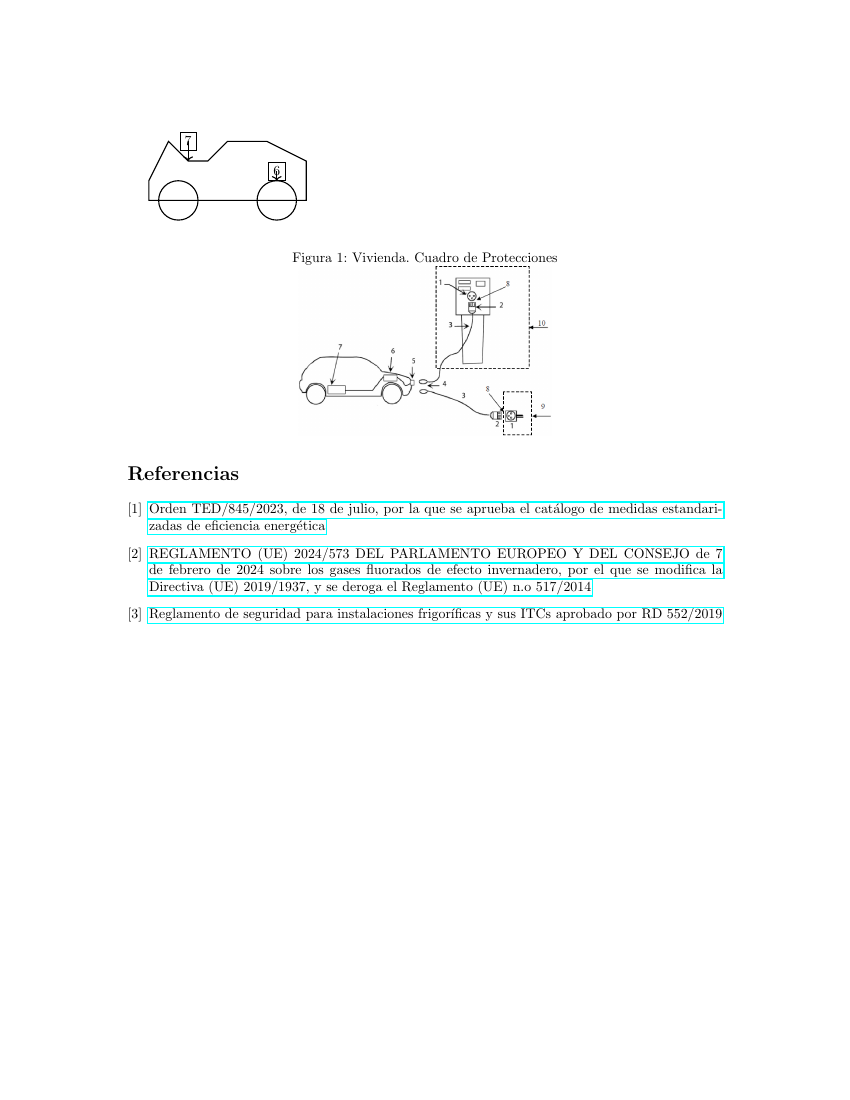 7
6
Figura 1: Vivienda. Cuadro de Protecciones
1
8
2
3
10
7
6
5
4
3
8
9
2
1
Referencias
[1] Orden TED/845/2023, de 18 de julio, por la que se aprueba el catálogo de medidas estandari-
zadas de eficiencia energética
[2] REGLAMENTO (UE) 2024/573 DEL PARLAMENTO EUROPEO Y DEL CONSEJO de 7
de febrero de 2024 sobre los gases fluorados de efecto invernadero, por el que se modifica la
Directiva (UE) 2019/1937, y se deroga el Reglamento (UE) n.o 517/2014
[3] Reglamento de seguridad para instalaciones frigoríficas y sus ITCs aprobado por RD 552/2019